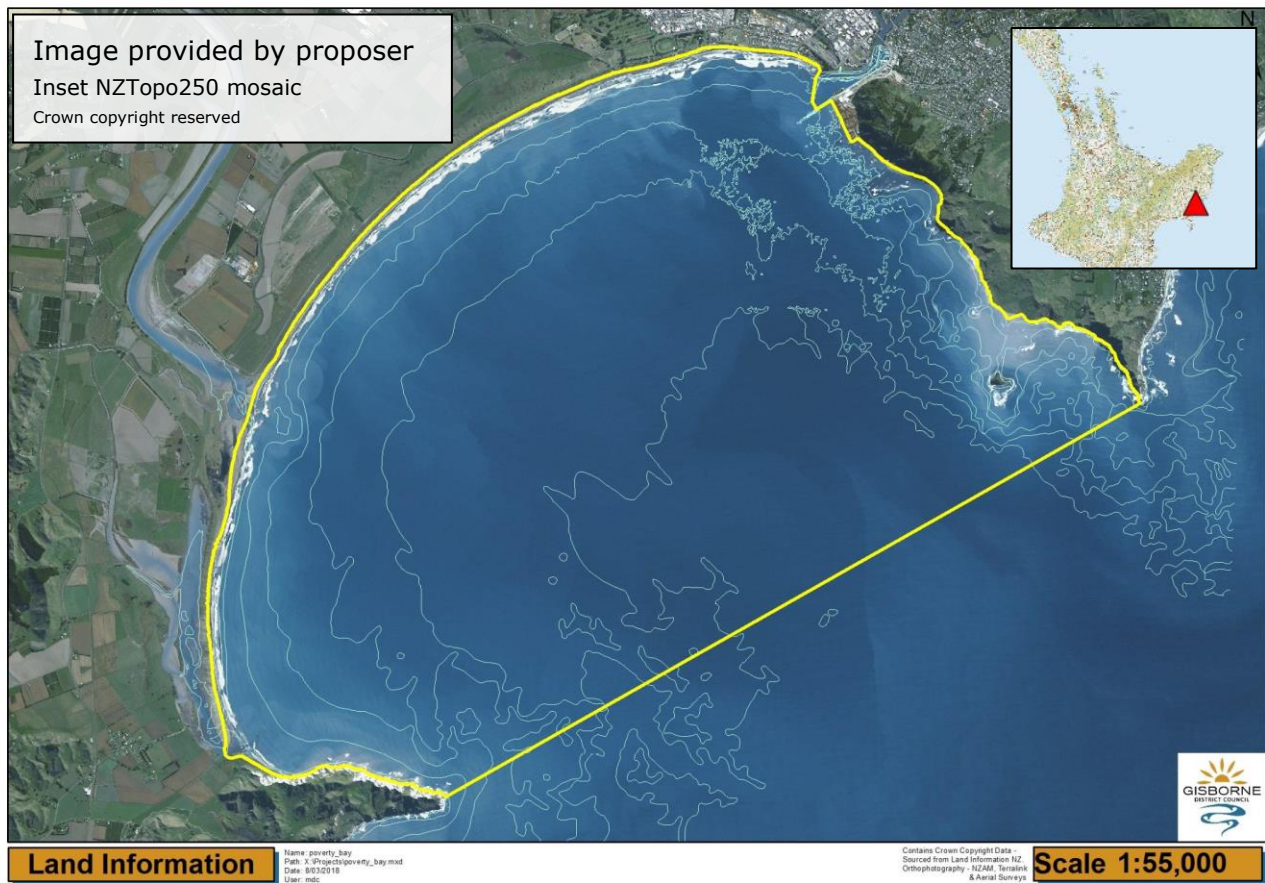 Image provided by proposer
Inset NZTopo250 mosaic
Crown copyright reserved
N
GISBORNE
DISTRICT COUNCIL
Land Information
Name: poverty_bay
Path: X:\Projects\poverty_bay.mxd
Date: 8/03/2018
User: mdc
Contains Crown Copyright Data -
Sourced from Land Information NZ.
Orthophotography - NZAM, Terralink
& Aerial Surveys
Scale 1:55,000